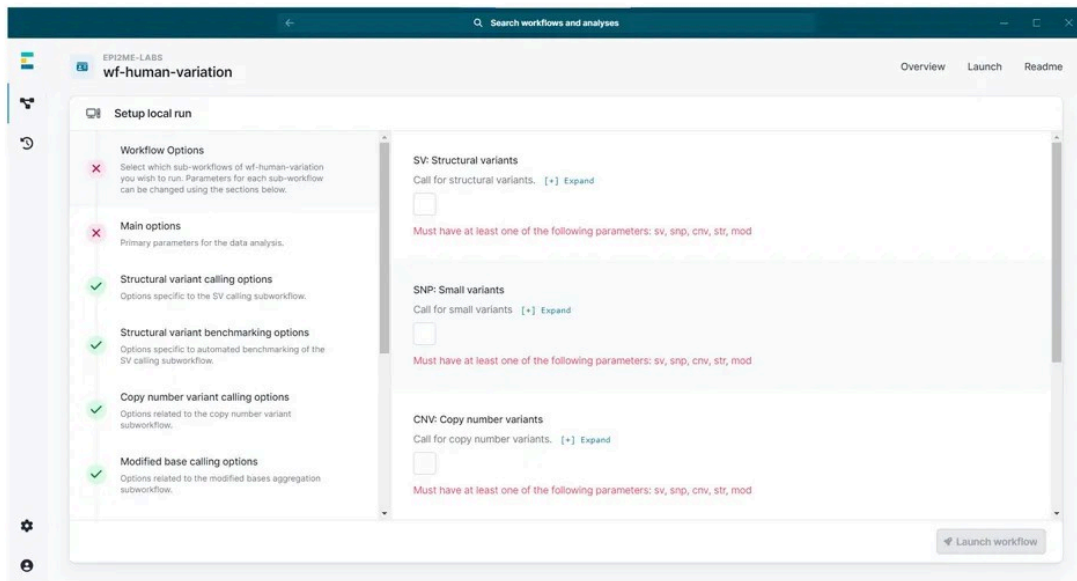 Search workflows and analyses
EPI2ME-LABS
wf-human-variation
Overview
Launch
Readme
Setup local run
Workflow Options
Select which sub-workflows of wf-human-variation
you wish to run. Parameters for each sub-workflow
can be changed using the sections below.
Main options
Primary parameters for the data analysis.
Structural variant calling options
Options specific to the SV calling subworkflow.
Structural variant benchmarking options
Options specific to automated benchmarking of the
SV calling subworkflow.
Copy number variant calling options
Options related to the copy number variant
subworkflow.
Modified base calling options
Options related to the modified bases aggregation
subworkflow.
SV: Structural variants
Call for structural variants. [+] Expand
Must have at least one of the following parameters: sv, snp, cnv, str, mod
SNP: Small variants
Call for small variants [+] Expand
Must have at least one of the following parameters: sv, snp, cnv, str, mod
CNV: Copy number variants
Call for copy number variants. [+] Expand
Must have at least one of the following parameters: sv, snp, cnv, str, mod
Launch workflow